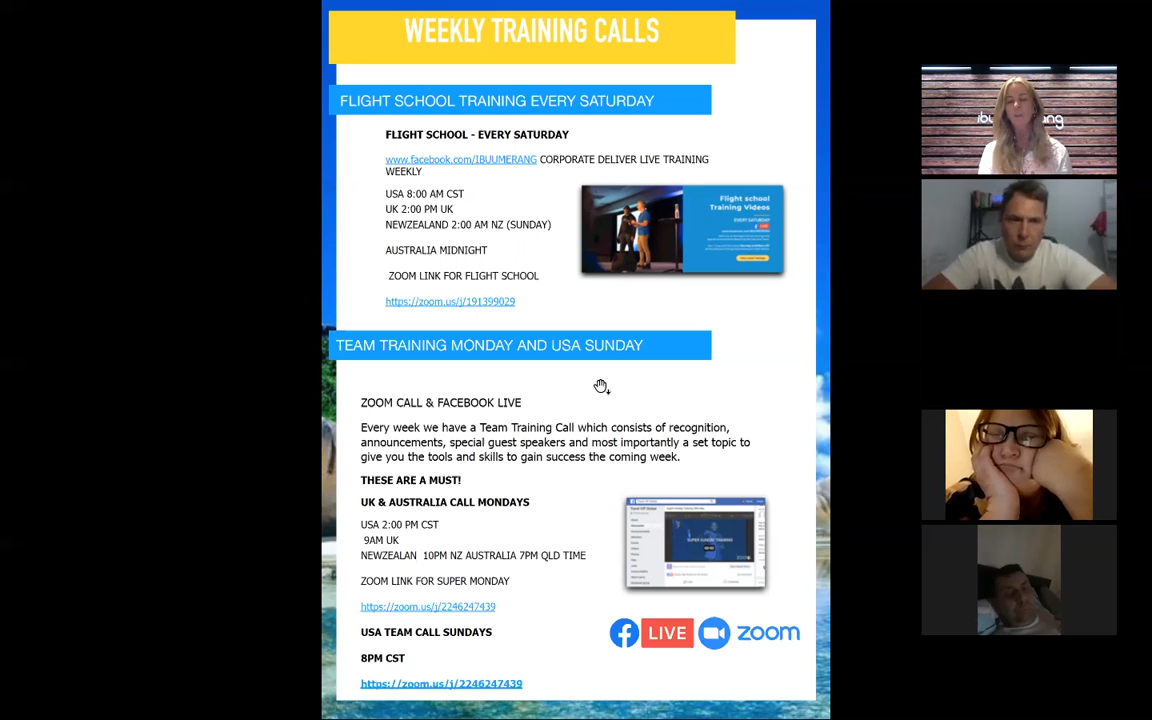 WEEKLY TRAINING CALLS
FLIGHT SCHOOL TRAINING EVERY SATURDAY
FLIGHT SCHOOL - EVERY SATURDAY
www.facebook.com/IBUUMERANG CORPORATE DELIVER LIVE TRAINING
WEEKLY
USA 8:00 AM CST
UK 2:00 PM UK
NEWZEALAND 2:00 AM NZ (SUNDAY)
AUSTRALIA MIDNIGHT
ZOOM LINK FOR FLIGHT SCHOOL
https://zoom.us/j/191399029
Flight school
Training Videos
EVERY SATURDAY
TEAM TRAINING MONDAY AND USA SUNDAY
ZOOM CALL & FACEBOOK LIVE
Every week we have a Team Training Call which consists of recognition,
announcements, special guest speakers and most importantly a set topic to
give you the tools and skills to gain success the coming week.
THESE ARE A MUST!
UK & AUSTRALIA CALL MONDAYS
USA 2:00 PM CST
9AM UK
NEWZEALAN 10PM NZ AUSTRALIA 7PM QLD TIME
ZOOM LINK FOR SUPER MONDAY
https://zoom.us/j/2246247439
SUPER SUNDAY TRAINING
USA TEAM CALL SUNDAYS
8PM CST
https://zoom.us/j/2246247439
LIVE zoom